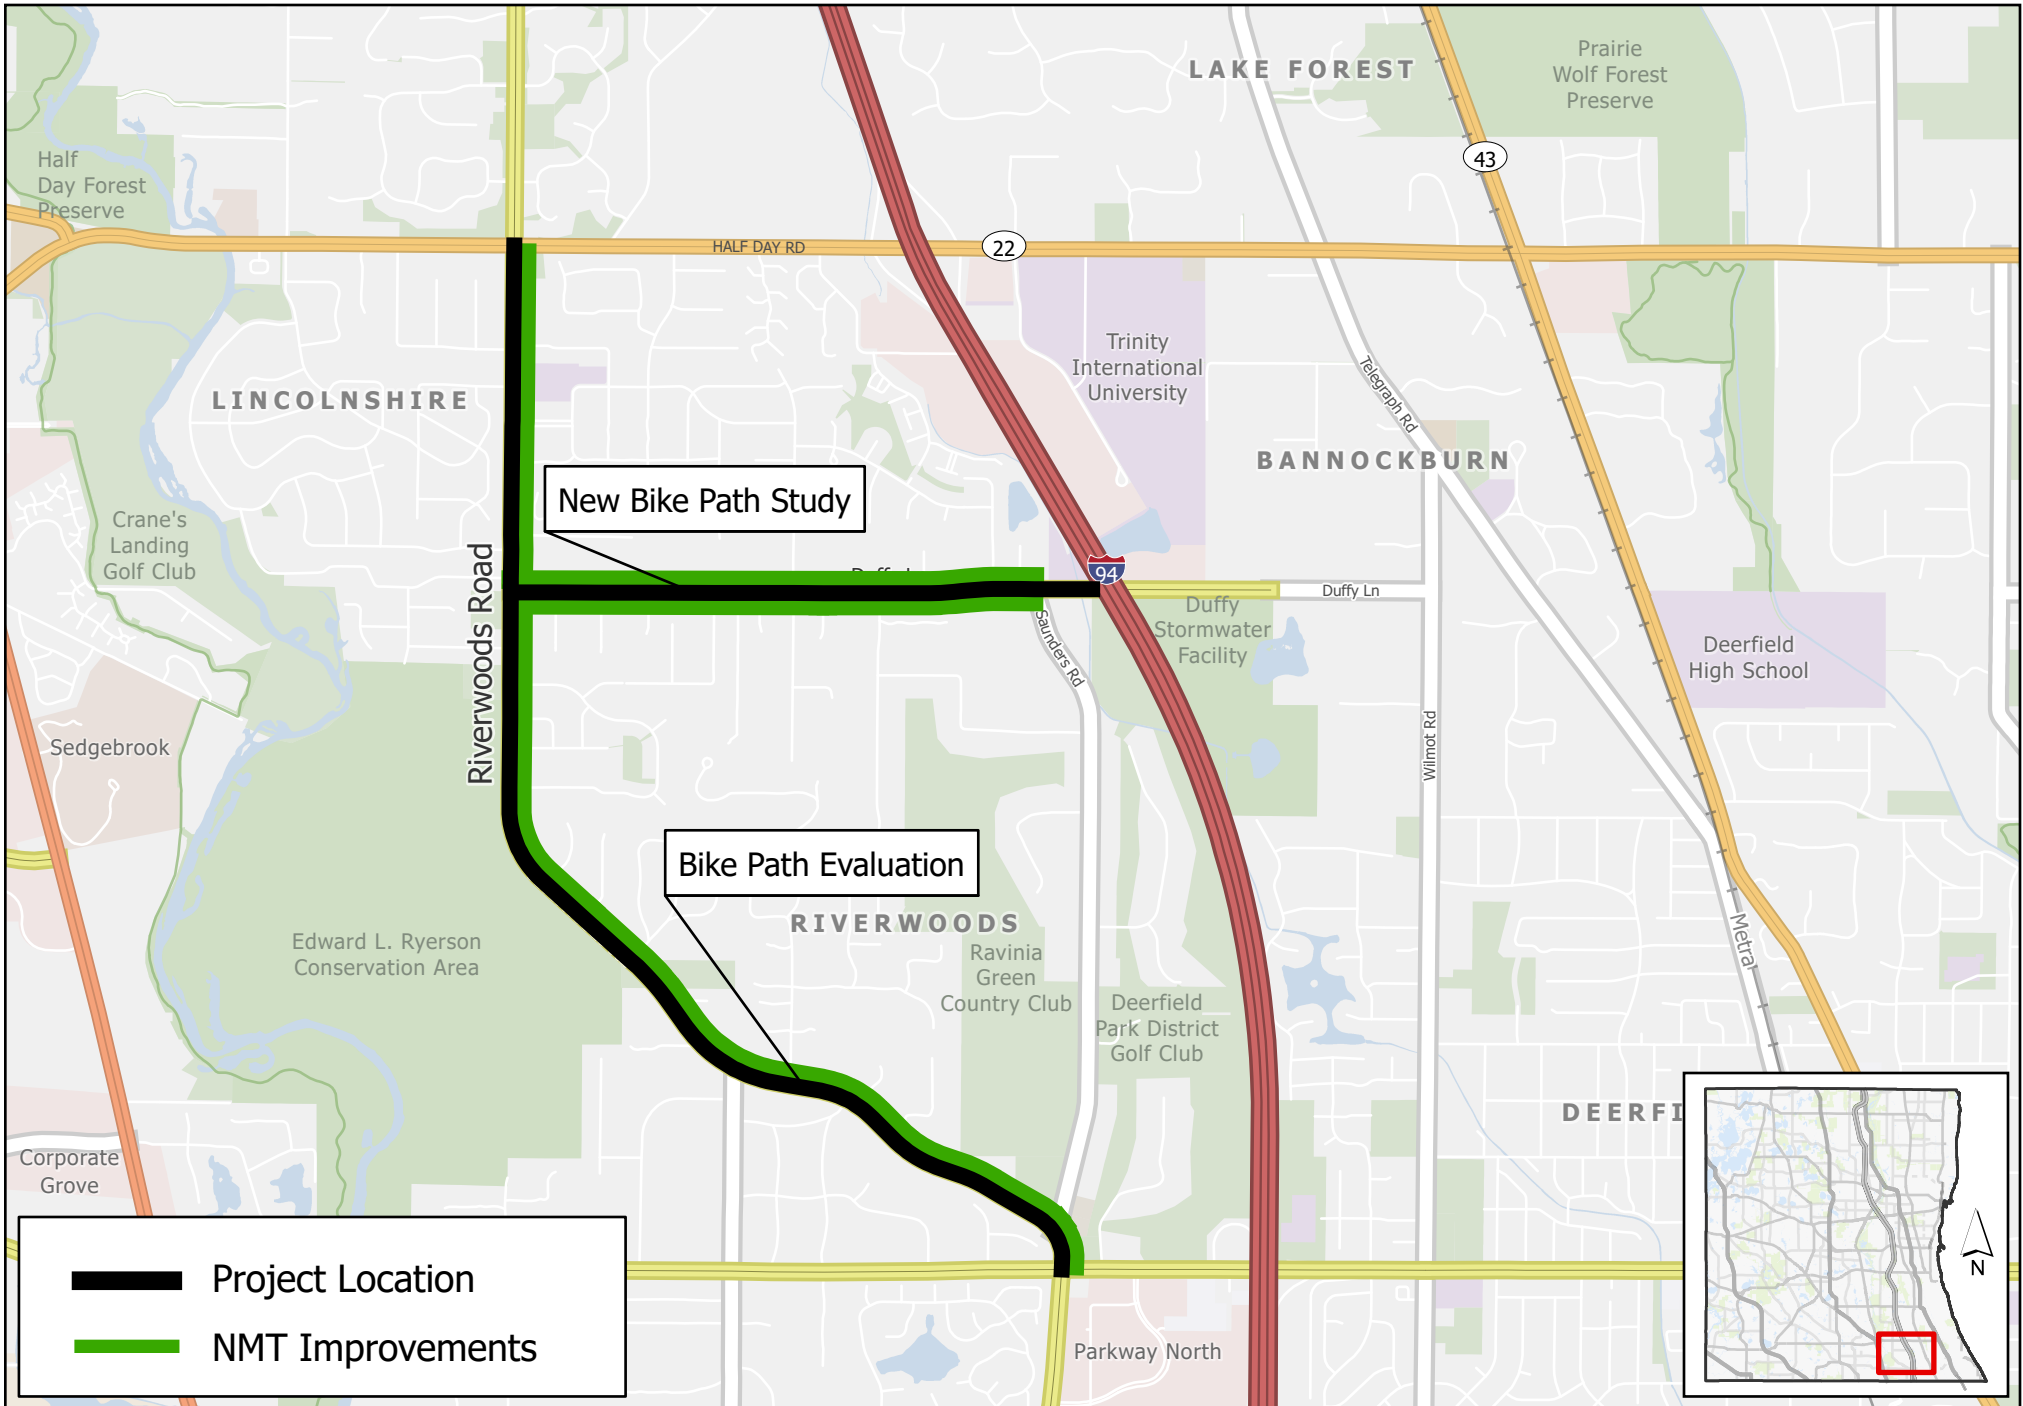 LAKE FOREST
Prairie
Wolf Forest
Preserve
43
Half
Day Forest
Preserve
HALF DAY RD
22
Trinity
International
University
LINCOLNSHIRE
Telegraph Rd
BANNOCKBURN
New Bike Path Study
Crane's
Landing
Golf Club
Riverwoods Road
94
Duffy Ln
Duffy
Stormwater
Facility
Saunders Rd
Deerfield
High School
Sedgebrook
Wilmot Rd
Bike Path Evaluation
RIVERWOODS
Edward L. Ryerson
Conservation Area
Ravinia
Green
Country Club
Metra
Deerfield
Park District
Golf Club
DEERFI
Corporate
Grove
Project Location
NMT Improvements
Parkway North
N